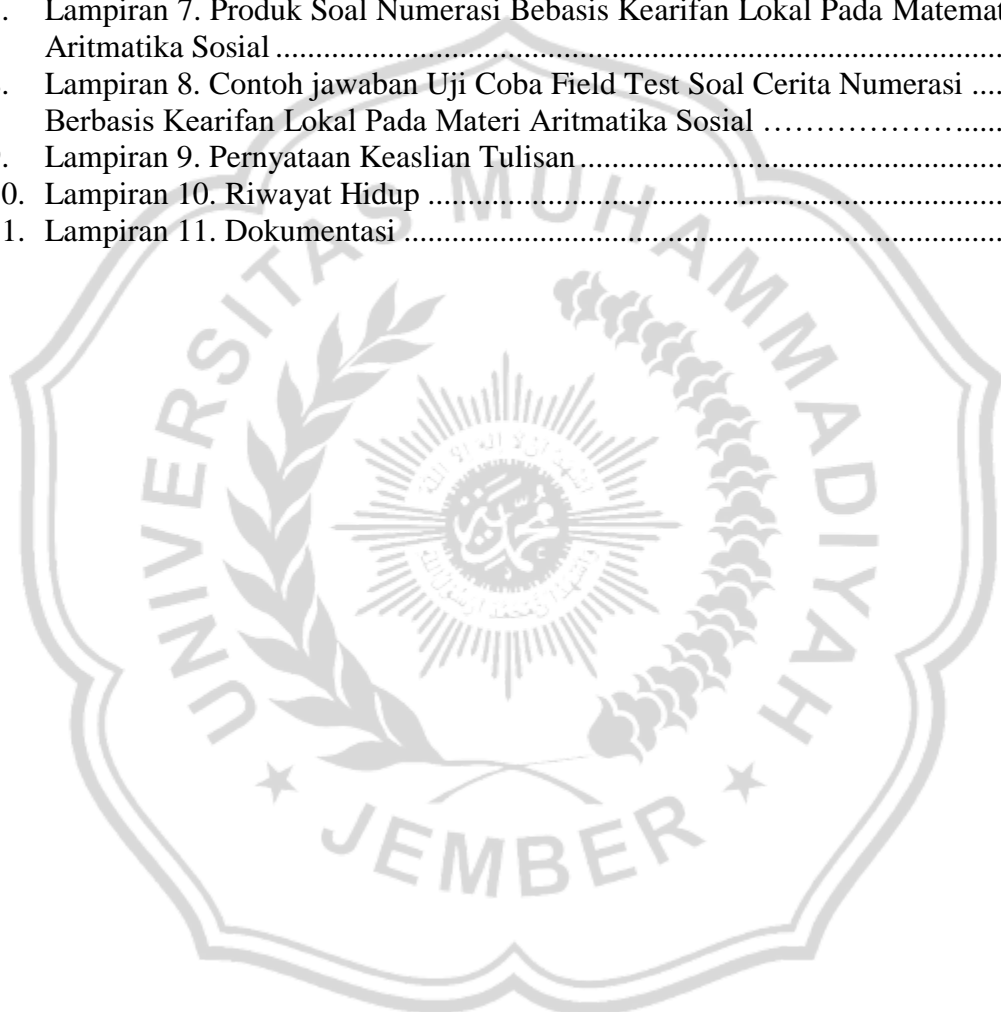 . Lampiran 7. Produk Soal Numerasi Bebasis Kearifan Lokal Pada Matemat
Aritmatika Sosial ....................................................................................................
. Lampiran 8. Contoh jawaban Uji Coba Field Test Soal Cerita Numerasi ....
Berbasis Kearifan Lokal Pada Materi Aritmatika Sosial ………………….....
. Lampiran 9. Pernyataan Keaslian Tulisan ......................................................
0. Lampiran 10. Riwayat Hidup .........................................................................
1. Lampiran 11. Dokumentasi ............................................................................
UNIVERSITAS MUHAMMADIYAH
JEMBER